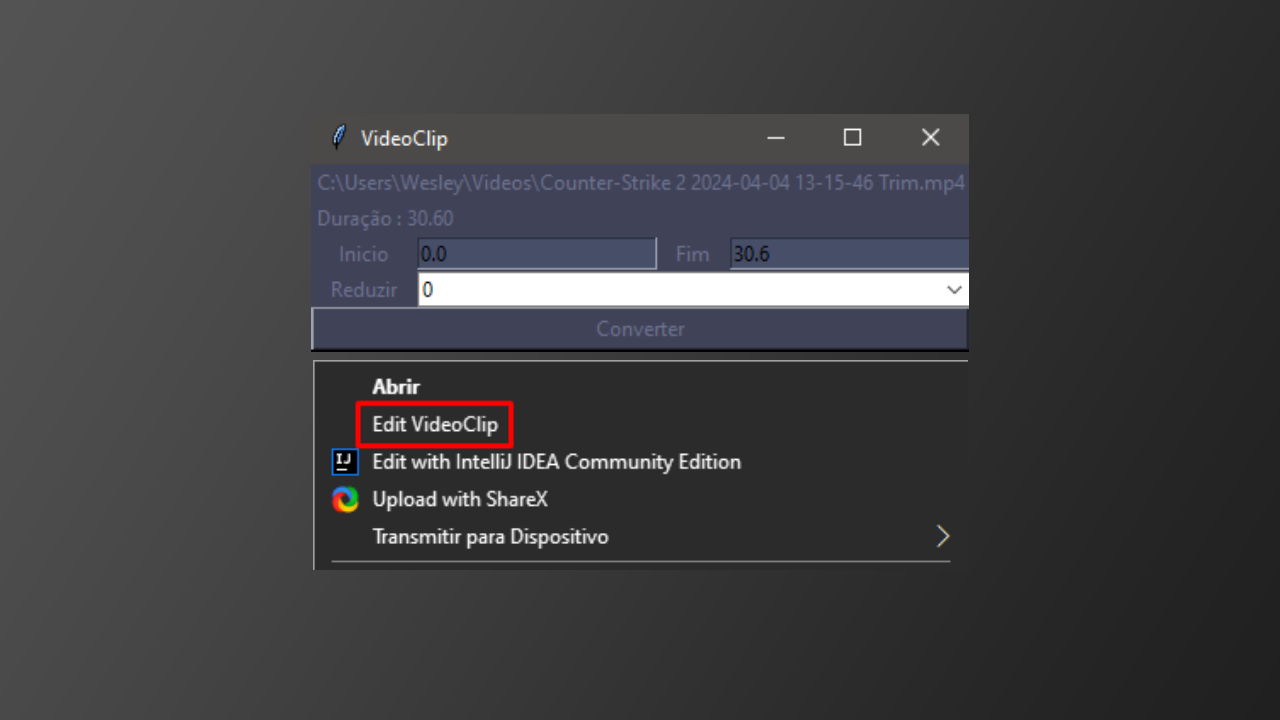 VideoClip
C:\Users\Wesley\Videos\Counter-Strike 2 2024-04-04 13-15-46 Trim.mp4
Duração : 30.60
Inicio 0.0 Fim 30.6
Reduzir 0
Converter
Abrir
Edit VideoClip
IJ Edit with IntelliJ IDEA Community Edition
Upload with ShareX
Transmitir para Dispositivo